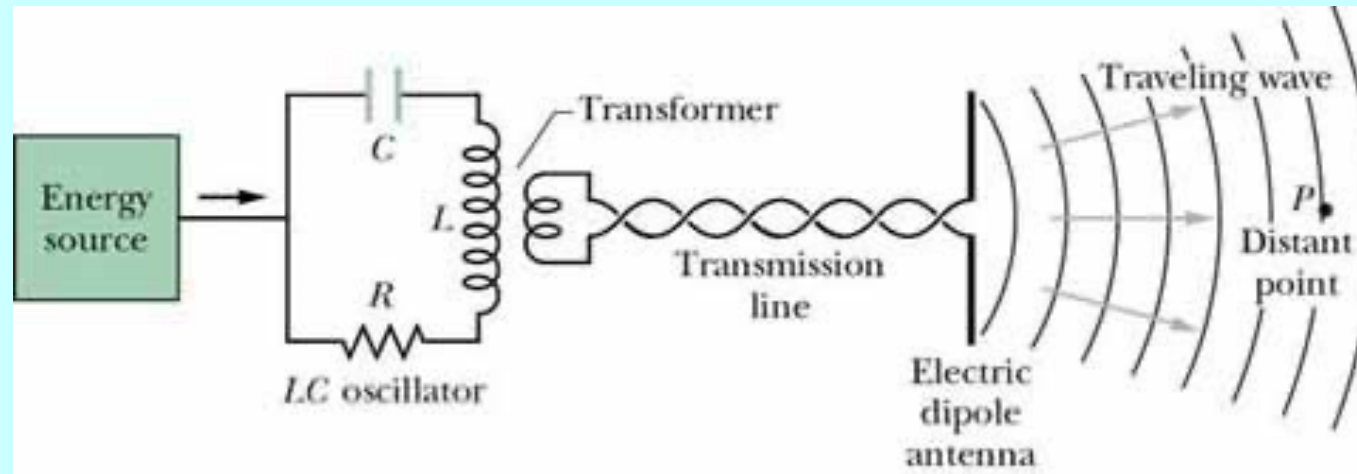 Energy
source
C
L
R
LC oscillator
Transformer
Transmission
line
Electric
dipole
antenna
Traveling wave
P
Distant
point